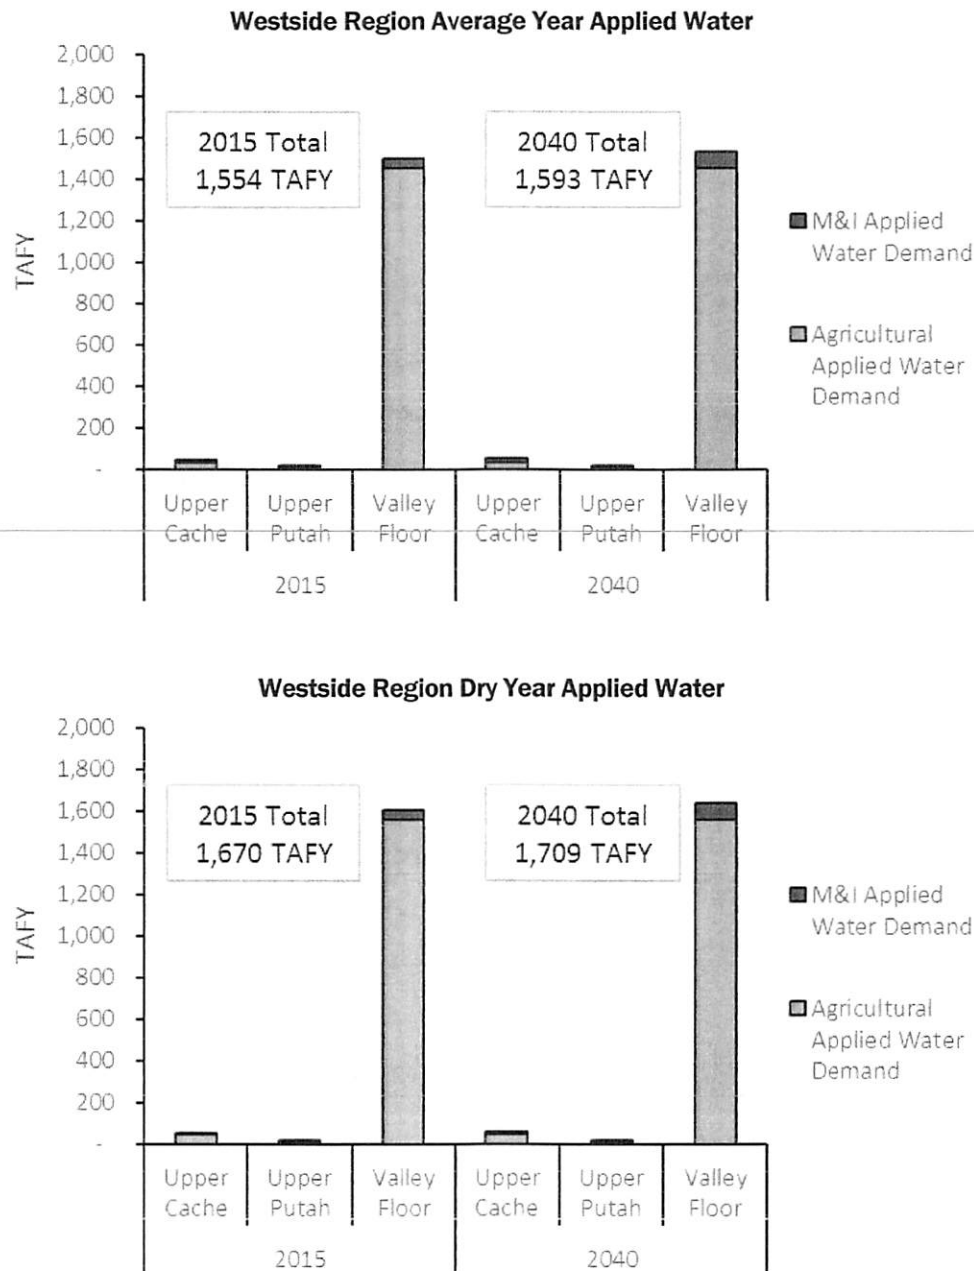 Westside Region Average Year Applied Water
2,000
1,800
1,600
1,400
1,200
1,000
800
600
400
200
-
TAFY
2015 Total
1,554 TAFY
2040 Total
1,593 TAFY
M&I Applied
Water Demand
Agricultural
Applied Water
Demand
Upper
Cache
Upper
Putah
Valley
Floor
Upper
Cache
Upper
Putah
Valley
Floor
2015
2040
Westside Region Dry Year Applied Water
2,000
1,800
1,600
1,400
1,200
1,000
800
600
400
200
-
TAFY
2015 Total
1,670 TAFY
2040 Total
1,709 TAFY
M&I Applied
Water Demand
Agricultural
Applied Water
Demand
Upper
Cache
Upper
Putah
Valley
Floor
Upper
Cache
Upper
Putah
Valley
Floor
2015
2040